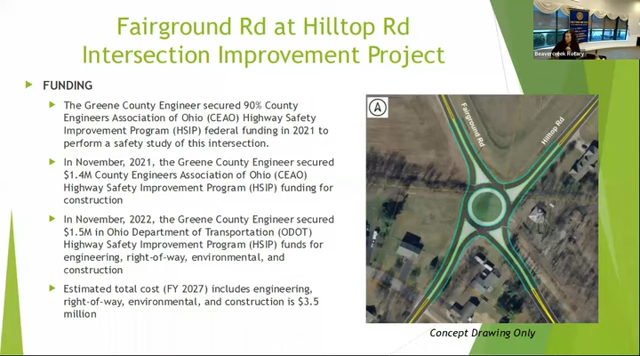 Fairground Rd at Hilltop Rd
Intersection Improvement Project
FUNDING
The Greene County Engineer secured 90% County
Engineers Association of Ohio (CEAO) Highway Safety
Improvement Program (HSIP) federal funding in 2021 to
perform a safety study of this intersection.
In November, 2021, the Greene County Engineer secured
$1.4M County Engineers Association of Ohio (CEAO)
Highway Safety Improvement Program (HSIP) funding for
construction
In November, 2022, the Greene County Engineer secured
$1.5M in Ohio Department of Transportation (ODOT)
Highway Safety Improvement Program (HSIP) funds for
engineering, right-of-way, environmental, and
construction
Estimated total cost (FY 2027) includes engineering,
right-of-way, environmental, and construction is $3.5
million
A
Fairground Rd
Hilltop Rd
Concept Drawing Only
Beavercreek Rotary